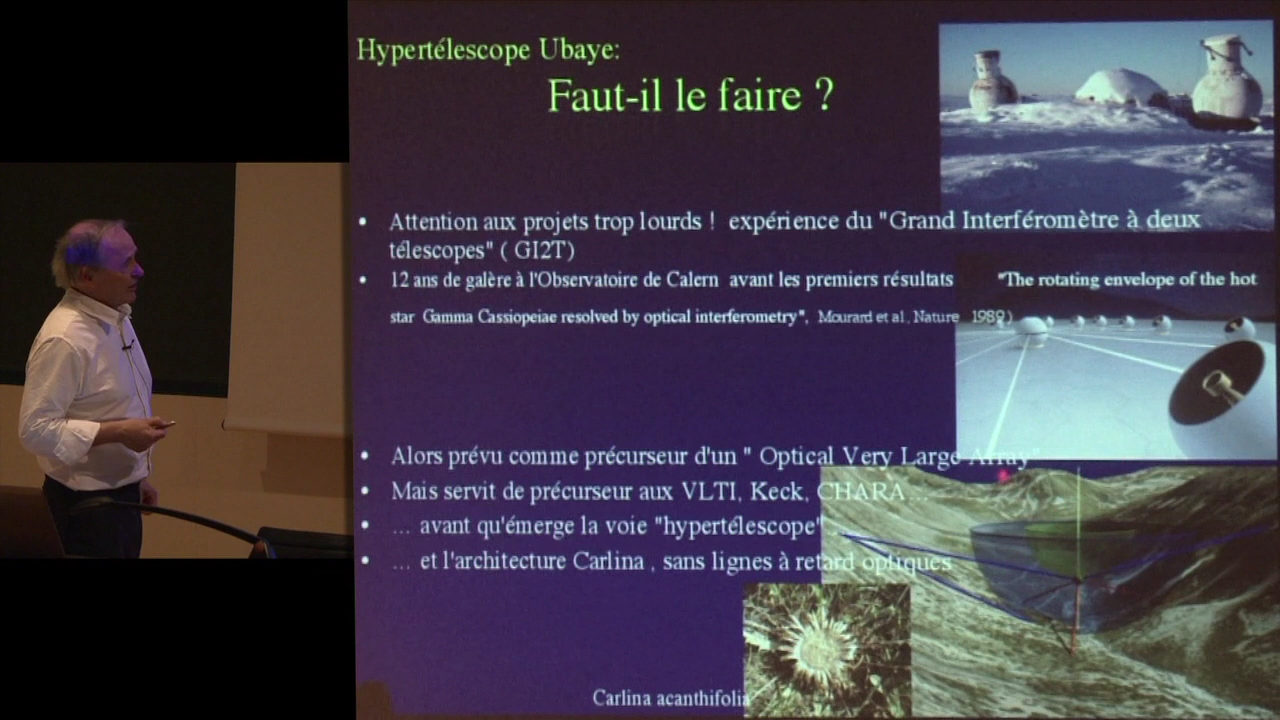 Hypertélescope Ubaye:
Faut-il le faire ?
• Attention aux projets trop lourds ! expérience du "Grand Interféromètre à deux
télescopes" ( GI2T)
• 12 ans de galère à l'Observatoire de Calern avant les premiers résultats "The rotating envelope of the hot
star Gamma Cassiopeiae resolved by optical interferometry", Mourard et al, Nature 1989)
• Alors prévu comme précurseur d'un " Optical Very Large Array"
• Mais servit de précurseur aux VLTI, Keck, CHARA...
• ... avant qu'émerge la voie "hypertélescope"
• ... et l'architecture Carlina , sans lignes à retard optiques
Carlina acanthifolia